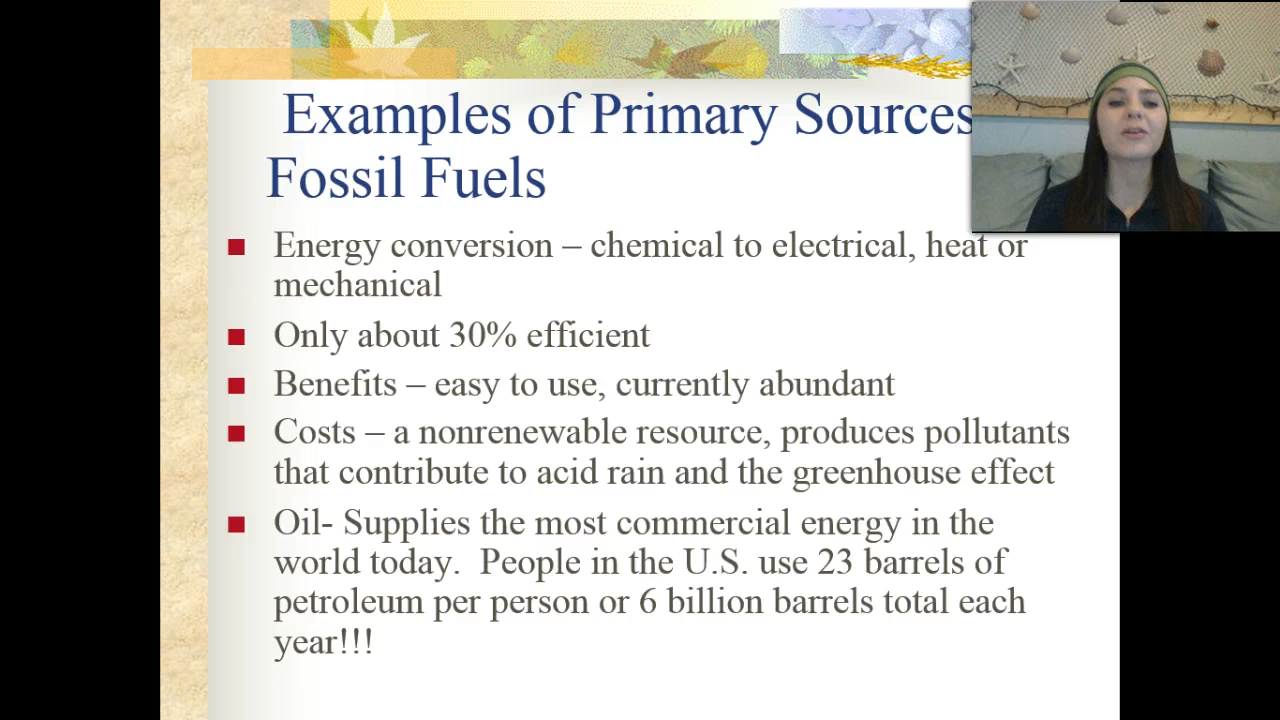 Examples of Primary Sources
Fossil Fuels
Energy conversion – chemical to electrical, heat or
mechanical
Only about 30% efficient
Benefits – easy to use, currently abundant
Costs – a nonrenewable resource, produces pollutants
that contribute to acid rain and the greenhouse effect
Oil- Supplies the most commercial energy in the
world today.  People in the U.S. use 23 barrels of
petroleum per person or 6 billion barrels total each
year!!!